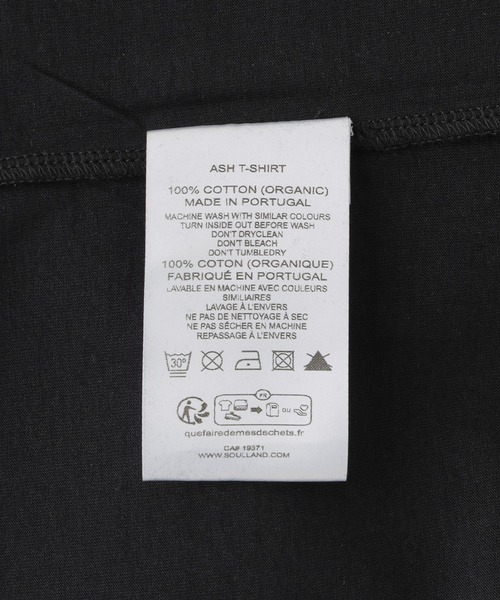 ASH T-SHIRT
100% COTTON (ORGANIC)
MADE IN PORTUGAL
MACHINE WASH WITH SIMILAR COLOURS
TURN INSIDE OUT BEFORE WASH
DON'T DRYCLEAN
DON'T BLEACH
DON'T TUMBLEDRY
100% COTON (ORGANIQUE)
FABRIQUÉ EN PORTUGAL
LAVABLE EN MACHINE AVEC COULEURS
SIMILIAIRES
LAVAGE À L'ENVERS
NE PAS DE NETTOYAGE À SEC
NE PAS SÉCHER EN MACHINE
REPASSAGE À L'ENVERS
30°
FR
OU
quefairedemesdechets.fr
CA# 19371
WWW.SOULLAND.COM